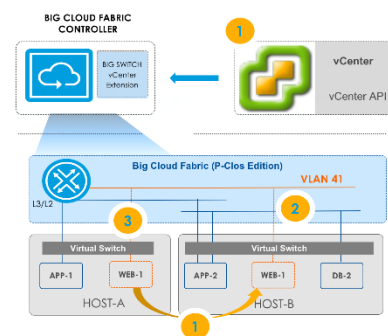 BIG CLOUD FABRIC
CONTROLLER
BIG SWITCH
vCenter
Extension
1
vCenter
vCenter API
Big Cloud Fabric (P-Clos Edition)
VLAN 41
L3/L2
3
2
Virtual Switch
Virtual Switch
APP-1
WEB-1
APP-2
WEB-1
DB-2
HOST-A
HOST-B
1